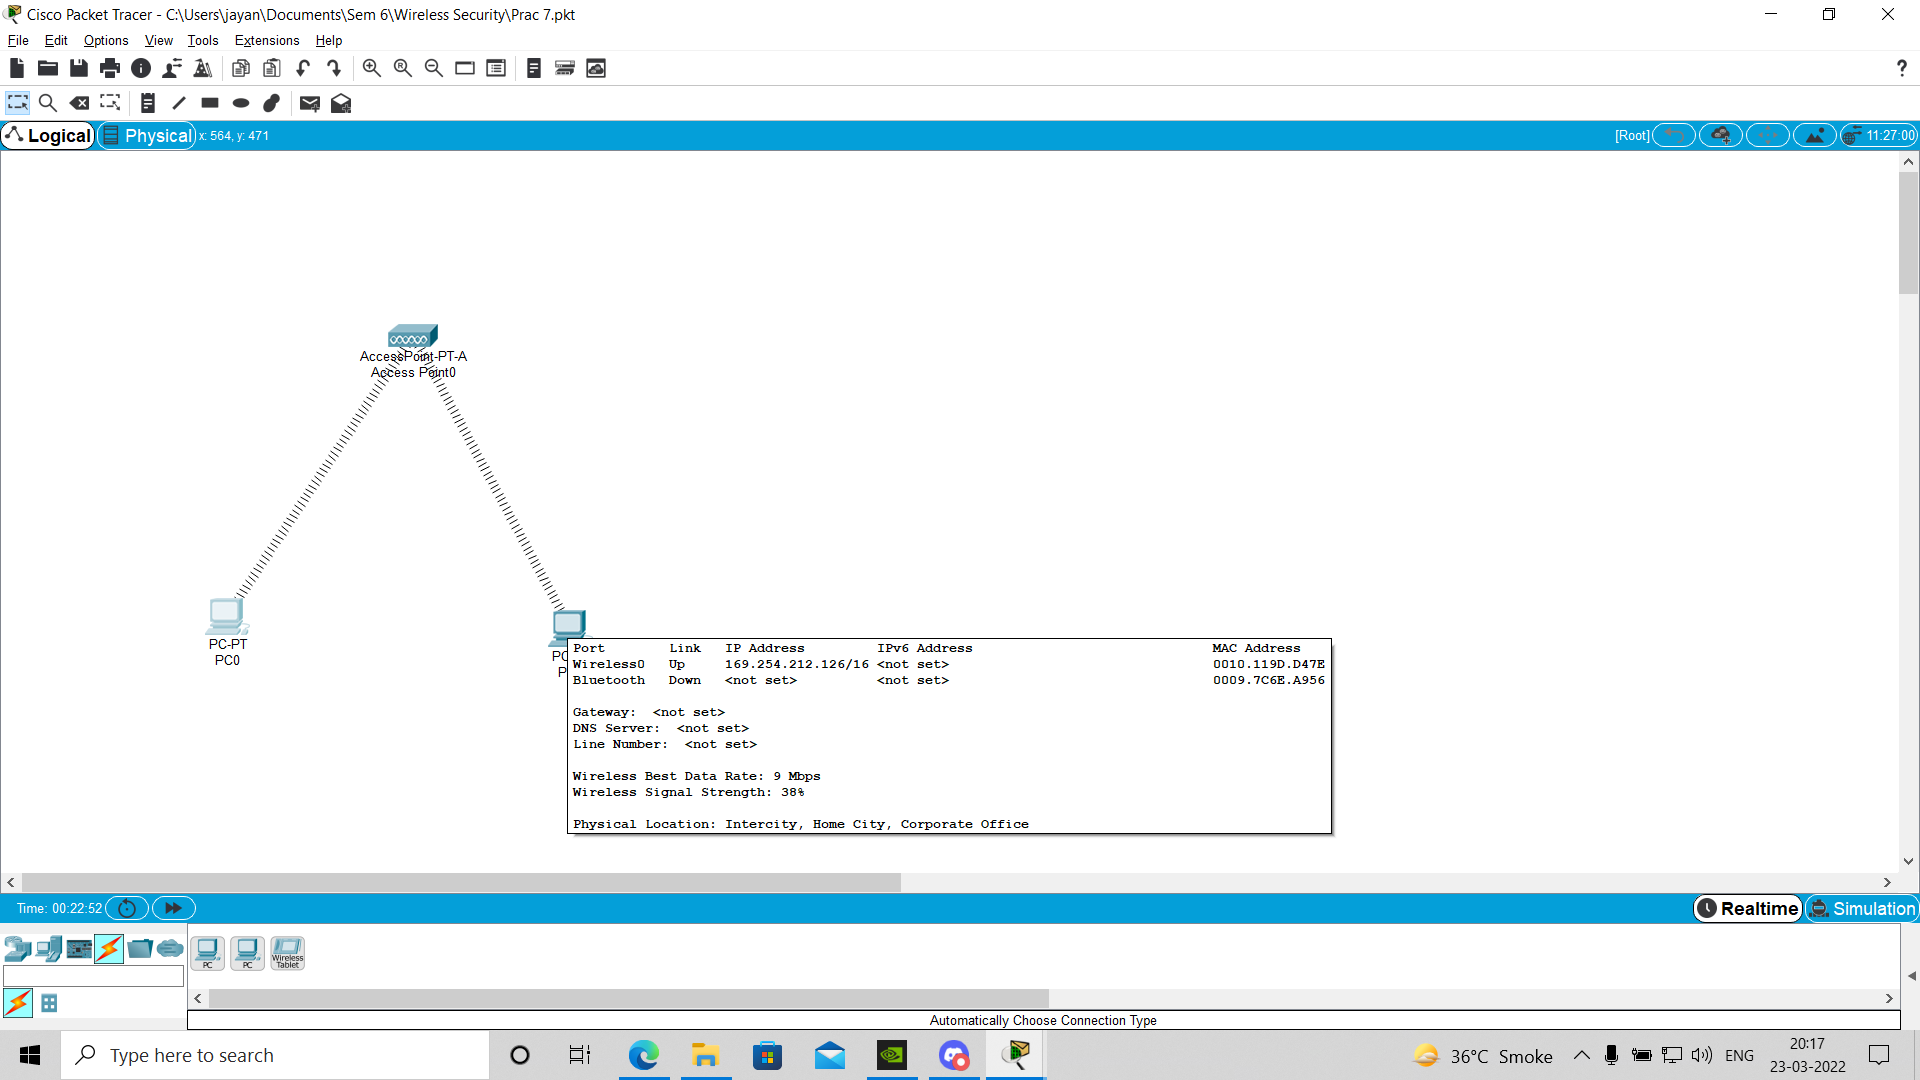 Cisco Packet Tracer - C:\Users\jayan\Documents\Sem 6\Wireless Security\Prac 7.pkt
File Edit Options View Tools Extensions Help
?
Logical Physical x: 564, y: 471 [Root] 11:27:00
AccessPoint-PT-A
Access Point0
PC-PT
PC0
PC
P
Port Link IP Address IPv6 Address MAC Address
Wireless0 Up 169.254.212.126/16 <not set> 0010.119D.D47E
Bluetooth Down <not set> <not set> 0009.7C6E.A956
Gateway: <not set>
DNS Server: <not set>
Line Number: <not set>
Wireless Best Data Rate: 9 Mbps
Wireless Signal Strength: 38%
Physical Location: Intercity, Home City, Corporate Office
Time: 00:22:52 Realtime Simulation
PC PC Wireless Tablet
Automatically Choose Connection Type
Type here to search
36°C Smoke ENG 20:17
23-03-2022